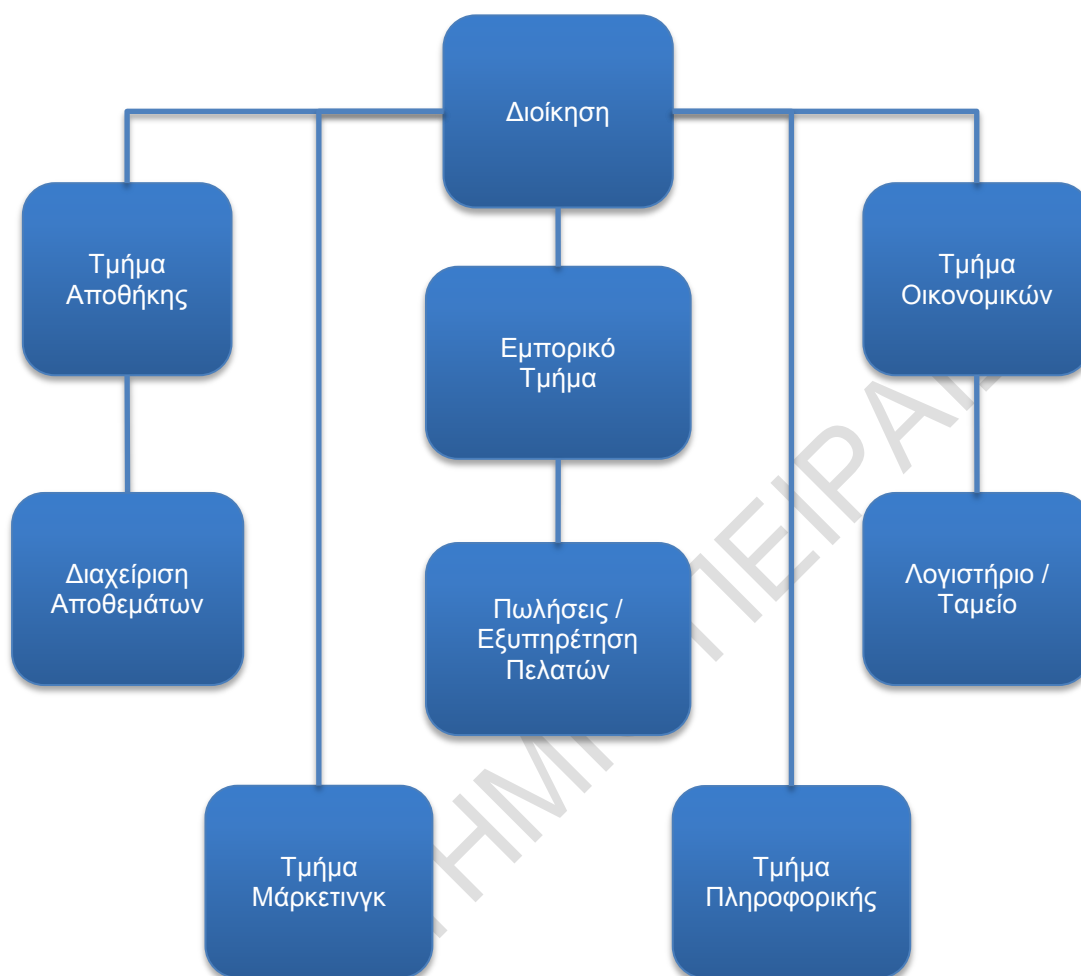 Διοίκηση
Τμήμα
Αποθήκης
Εμπορικό
Τμήμα
Τμήμα
Οικονομικών
Διαχείριση
Αποθεμάτων
Πωλήσεις /
Εξυπηρέτηση
Πελατών
Λογιστήριο /
Ταμείο
Τμήμα
Μάρκετινγκ
Τμήμα
Πληροφορικής